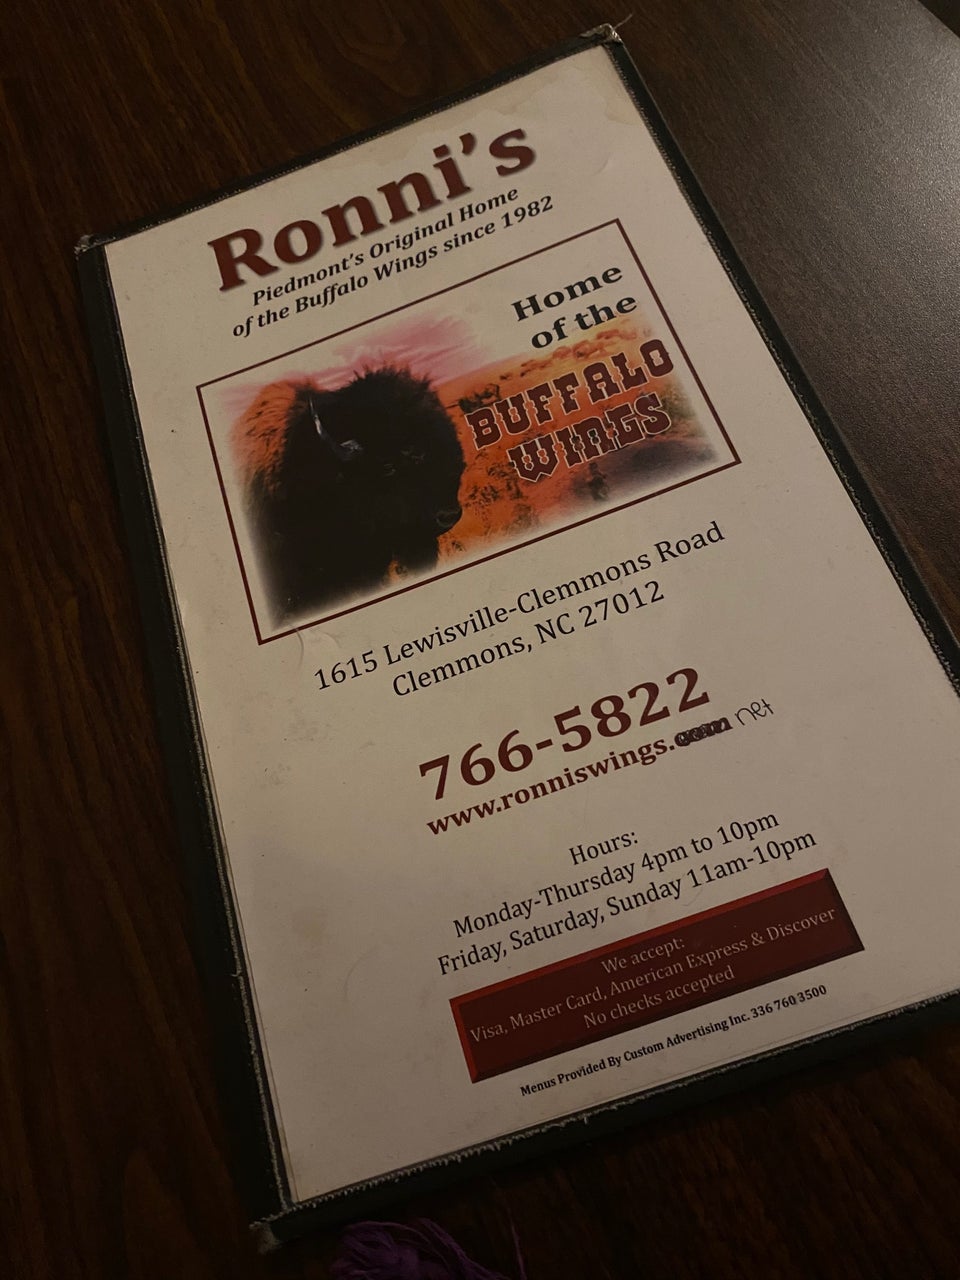 Ronni's
Piedmont's Original Home
of the Buffalo Wings since 1982
Home
of the
BUFFALO
WINGS
1615 Lewisville-Clemmons Road
Clemmons, NC 27012
766-5822
www.ronniswings.com net
Hours:
Monday-Thursday 4pm to 10pm
Friday, Saturday, Sunday 11am-10pm
We accept:
Visa, Master Card, American Express & Discover
No checks accepted
Menus Provided By Custom Advertising Inc. 336 760 3500